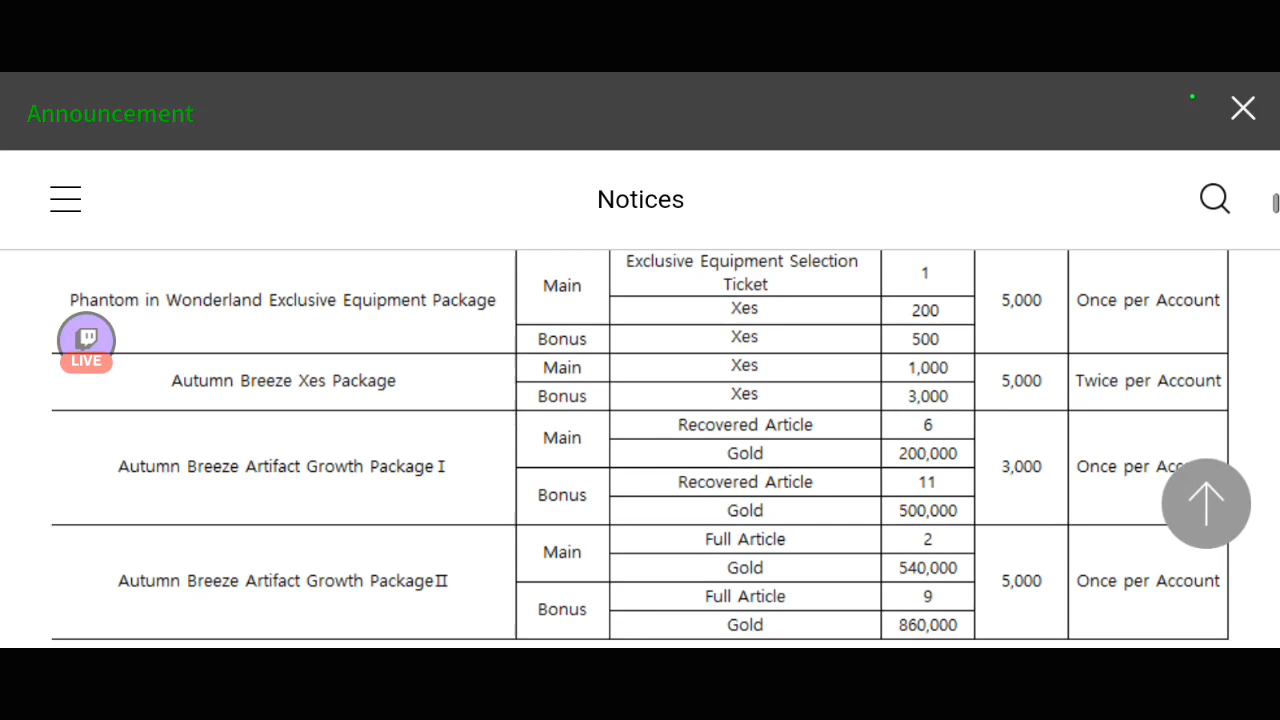 Announcement
Notices
Phantom in Wonderland Exclusive Equipment Package
Main
Exclusive Equipment Selection
Ticket
1
5,000
Once per Account
Xes
200
Bonus
Xes
500
LIVE
Autumn Breeze Xes Package
Main
Xes
1,000
5,000
Twice per Account
Bonus
Xes
3,000
Autumn Breeze Artifact Growth Package Ⅰ
Main
Recovered Article
6
3,000
Once per
Gold
200,000
Bonus
Recovered Article
11
Gold
500,000
Autumn Breeze Artifact Growth PackageⅡ
Main
Full Article
2
5,000
Once per Account
Gold
540,000
Bonus
Full Article
9
Gold
860,000